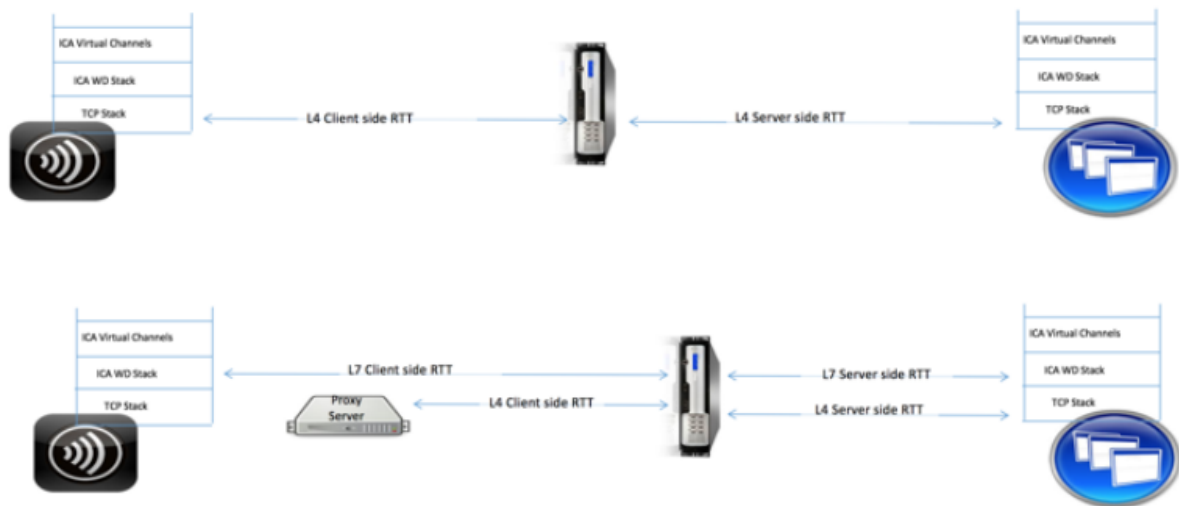 ICA Virtual Channels
ICA WD Stack
TCP Stack
L4 Client side RTT
L4 Server side RTT
ICA Virtual Channels
ICA WD Stack
TCP Stack
ICA Virtual Channels
ICA WD Stack
TCP Stack
L7 Client side RTT
Proxy
Server
L4 Client side RTT
L7 Server side RTT
L4 Server side RTT
ICA Virtual Channels
ICA WD Stack
TCP Stack